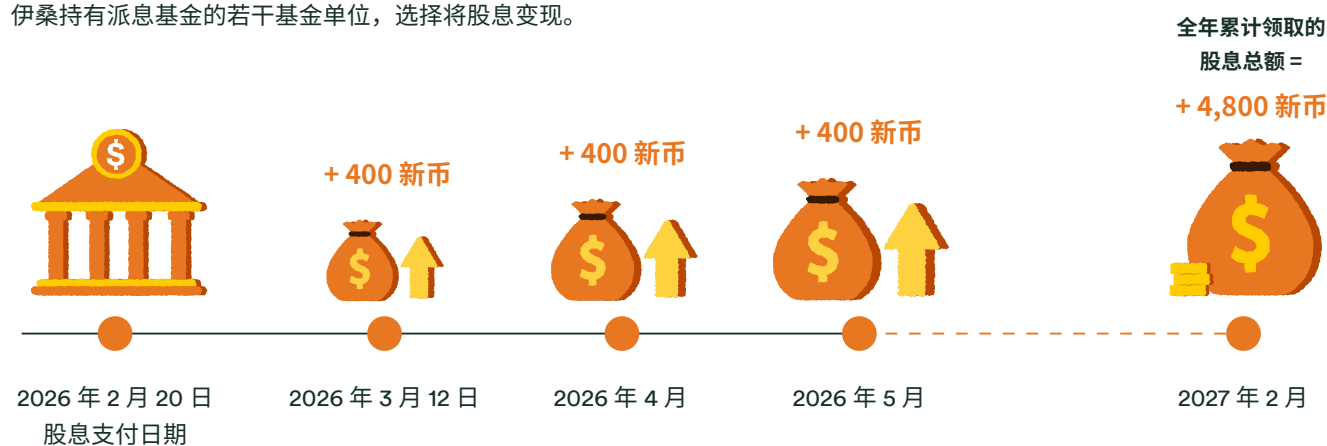 伊桑持有派息基金的若干基金单位，选择将股息变现。
全年累计领取的
股息总额 =
+ 4,800 新币
+ 400 新币
+ 400 新币
+ 400 新币
$
$
$
$
$
2026 年 2 月 20 日
股息支付日期
2026 年 3 月 12 日
2026 年 4 月
2026 年 5 月
2027 年 2 月